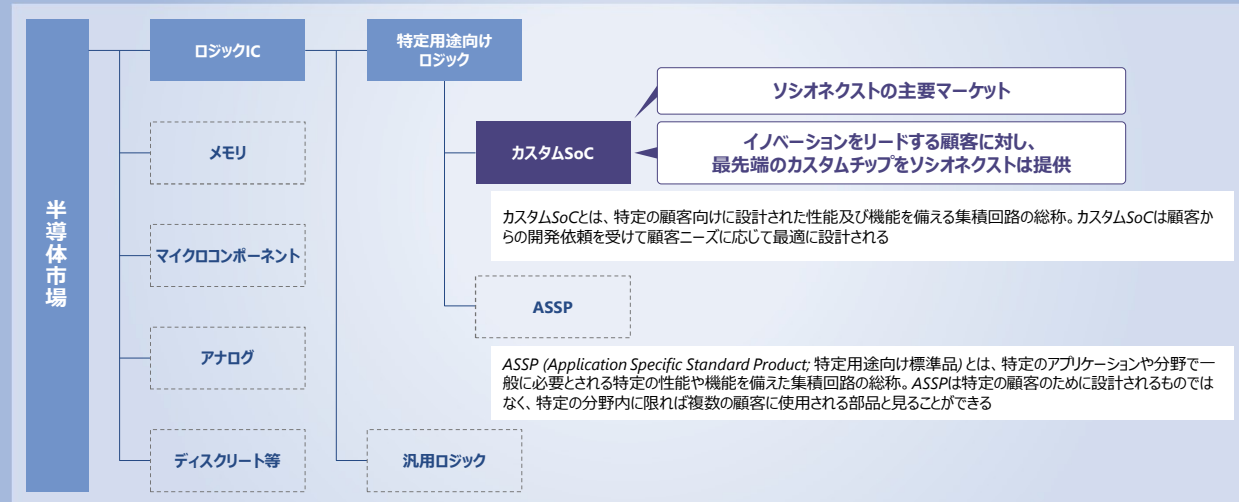 半導体市場
ロジックIC
メモリ
マイクロコンポーネント
アナログ
ディスクリート等
特定用途向け
ロジック
汎用ロジック
カスタムSoC
ソシオネクストの主要マーケット
イノベーションをリードする顧客に対し、
最先端のカスタムチップをソシオネクストは提供
カスタムSoCとは、特定の顧客向けに設計された性能及び機能を備える集積回路の総称。カスタムSoCは顧客か
らの開発依頼を受けて顧客ニーズに応じて最適に設計される
ASSP
ASSP (Application Specific Standard Product; 特定用途向け標準品) とは、特定のアプリケーションや分野で一
般に必要とされる特定の性能や機能を備えた集積回路の総称。ASSPは特定の顧客のために設計されるものでは
なく、特定の分野内に限れば複数の顧客に使用される部品と見ることができる